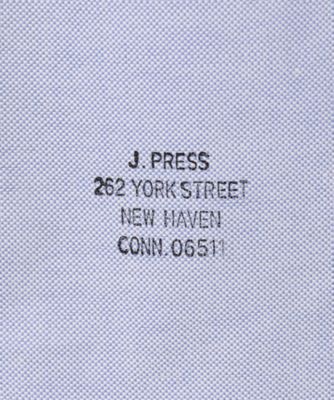 J. PRESS
262 YORK STREET
NEW HAVEN
CONN. 06511